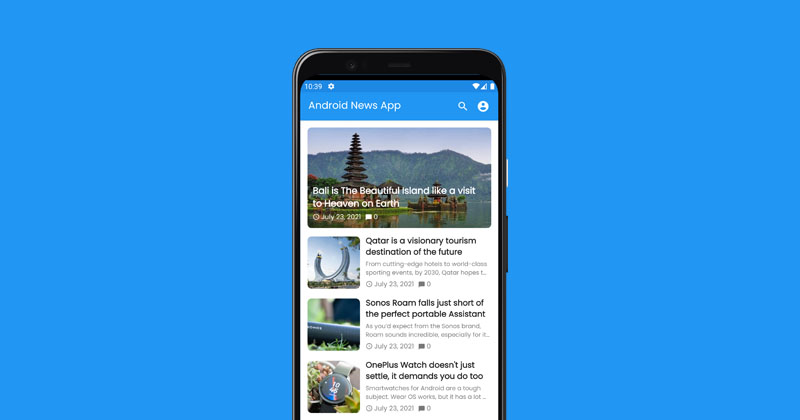 10:39
Android News App
Bali is The Beautiful Island like a visit
to Heaven on Earth
July 23, 2021 0
Qatar is a visionary tourism
destination of the future
From cutting-edge hotels to world-class
sporting events, by 2030, Qatar hopes t...
July 23, 2021 0
SONOS
Sonos Roam falls just short of
the perfect portable Assistant
As you'd expect from the Sonos brand,
Roam sounds incredible, especially for it...
July 23, 2021 0
OnePlus Watch doesn't just
settle, it demands you do too
Smartwatches for Android are a tough
subject. Wear OS works, but it has a lot ...
July 23, 2021 0